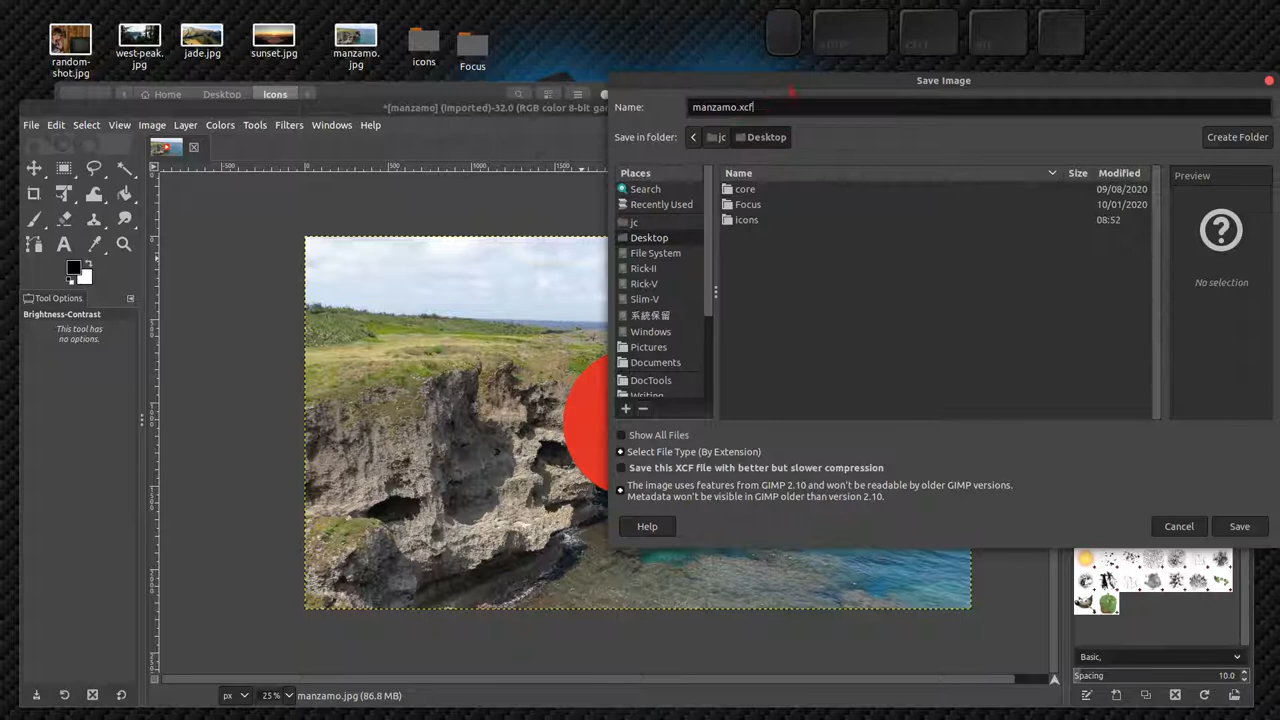 random-
shot.jpg
west-peak.
jpg
jade.jpg
sunset.jpg
manzamo.
jpg
icons
Focus
Home
Desktop
Icons
Save Image
*[manzamo] (imported)-32.0 (RGB color 8-bit gam
Name:
manzamo.xcf
File Edit Select View Image Layer Colors Tools Filters Windows Help
Save in folder:
jc
Desktop
Create Folder
-500
0
500
1000
1500
Places
Search
Recently Used
jc
Desktop
File System
Rick-II
Rick-V
Slim-V
系統保留
Windows
Pictures
Documents
DocTools
Writing
Name Size Modified
core 09/08/2020
Focus 10/01/2020
icons 08:52
Preview
No selection
Tool Options
Brightness-Contrast
This tool has
no options.
Show All Files
Select File Type (By Extension)
Save this XCF file with better but slower compression
The image uses features from GIMP 2.10 and won't be readable by older GIMP versions.
Metadata won't be visible in GIMP older than version 2.10.
Help
Cancel
Save
Basic,
Spacing 10.0
px
25 %
manzamo.jpg (86.8 MB)